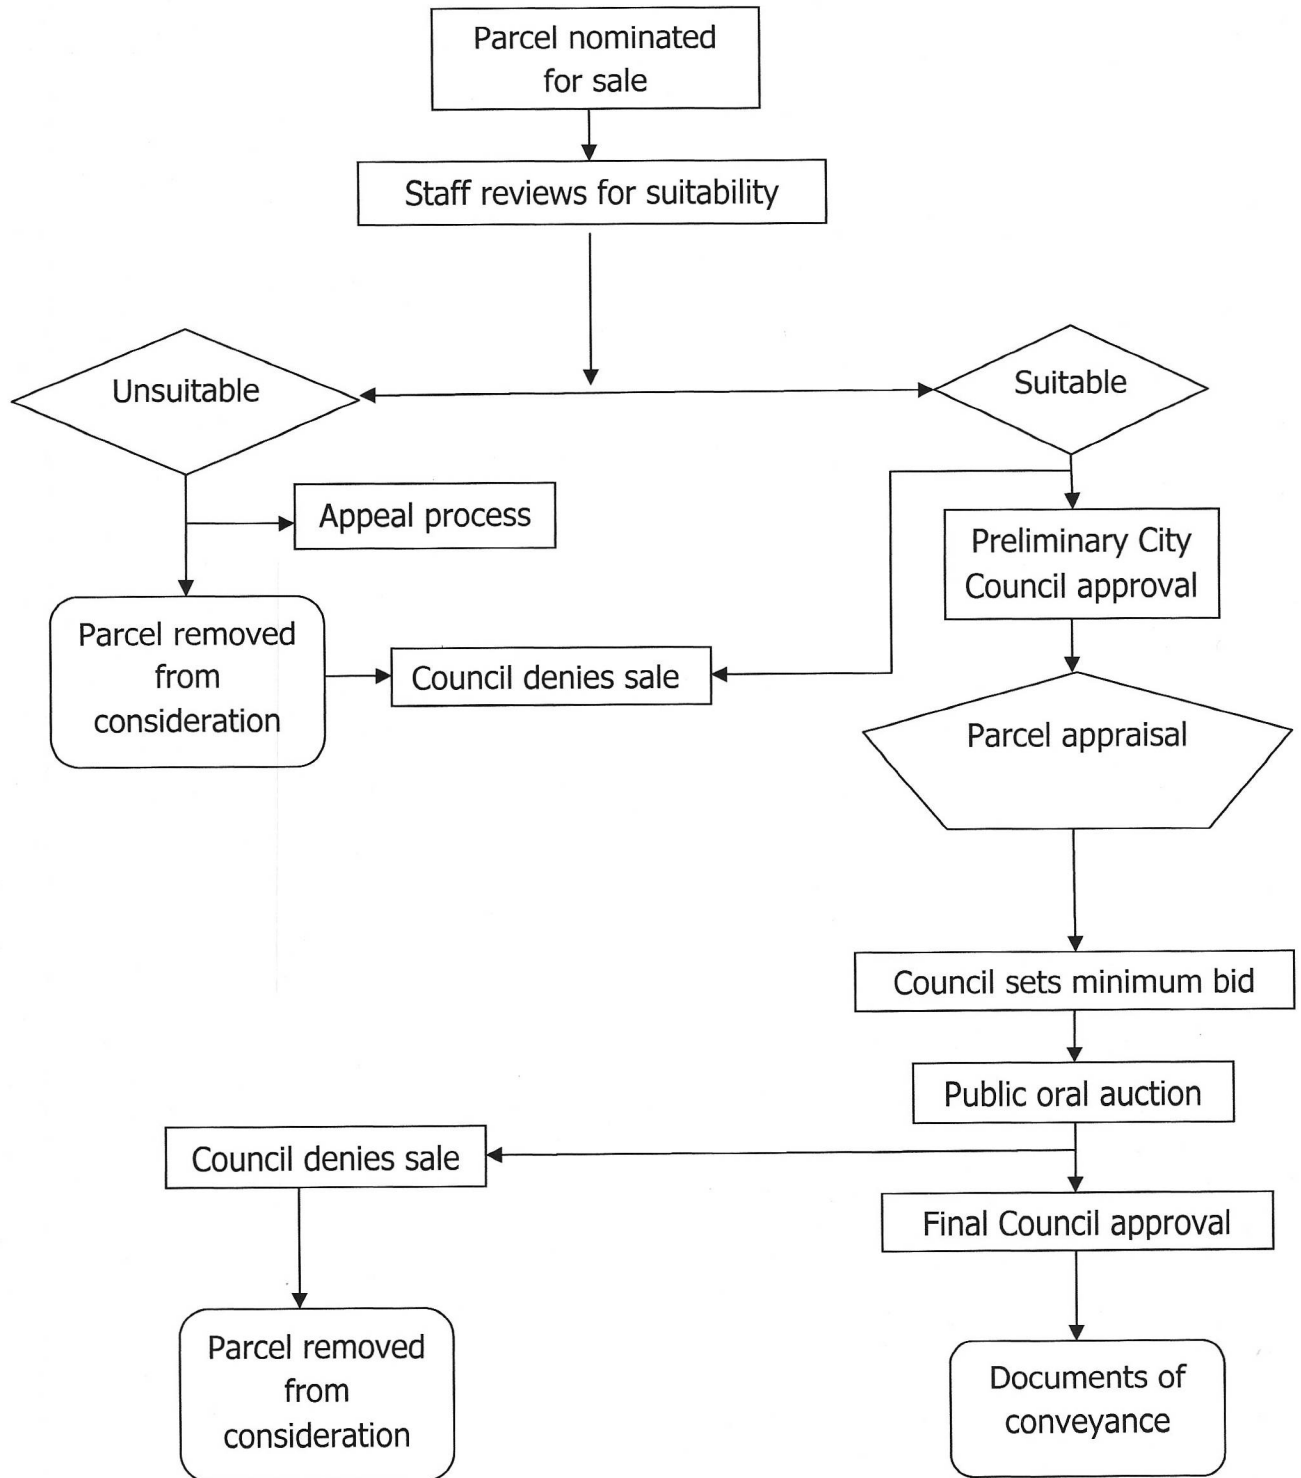 Parcel nominated
for sale
Staff reviews for suitability
Unsuitable
Suitable
Appeal process
Preliminary City
Council approval
Parcel removed
from
consideration
Council denies sale
Parcel appraisal
Council sets minimum bid
Public oral auction
Council denies sale
Final Council approval
Parcel removed
from
consideration
Documents of
conveyance